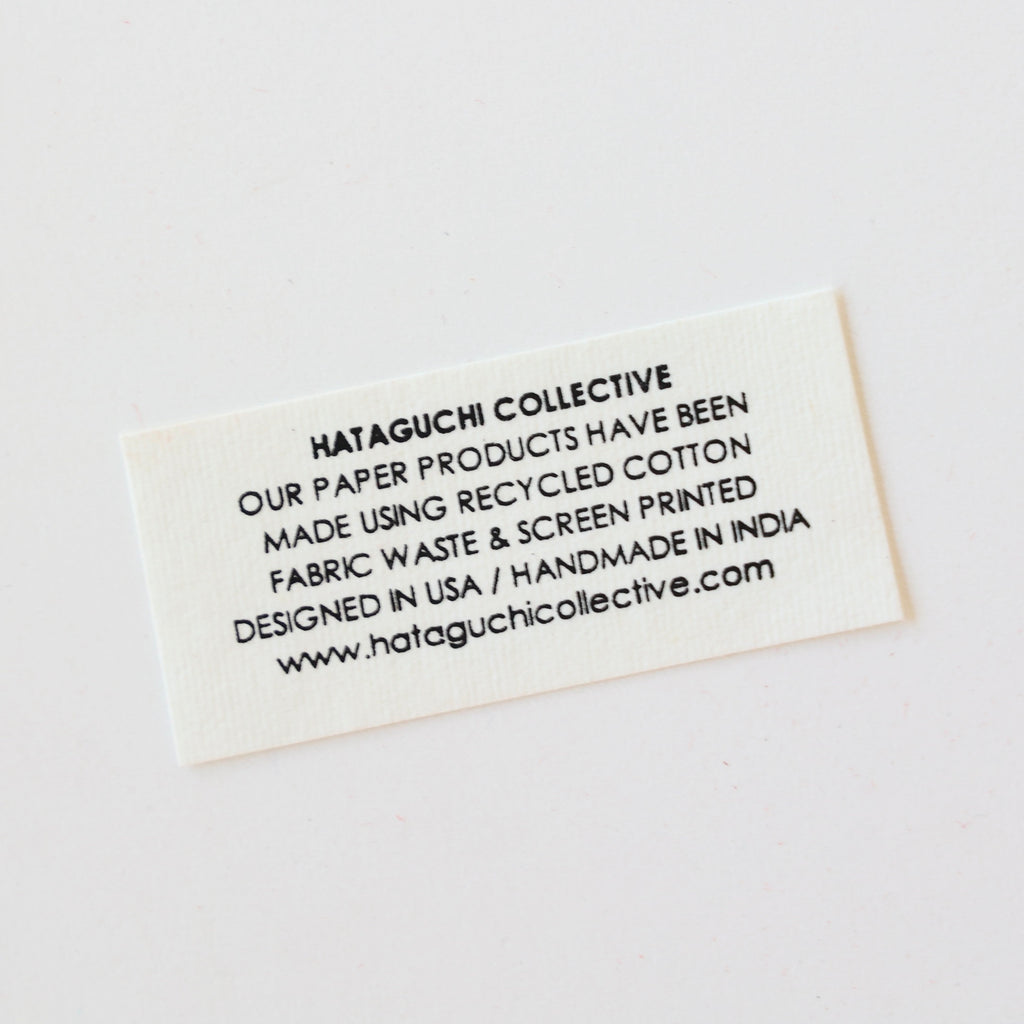 HATAGUCHI COLLECTIVE
OUR PAPER PRODUCTS HAVE BEEN
MADE USING RECYCLED COTTON
FABRIC WASTE & SCREEN PRINTED
DESIGNED IN USA / HANDMADE IN INDIA
www.hataguchicollective.com